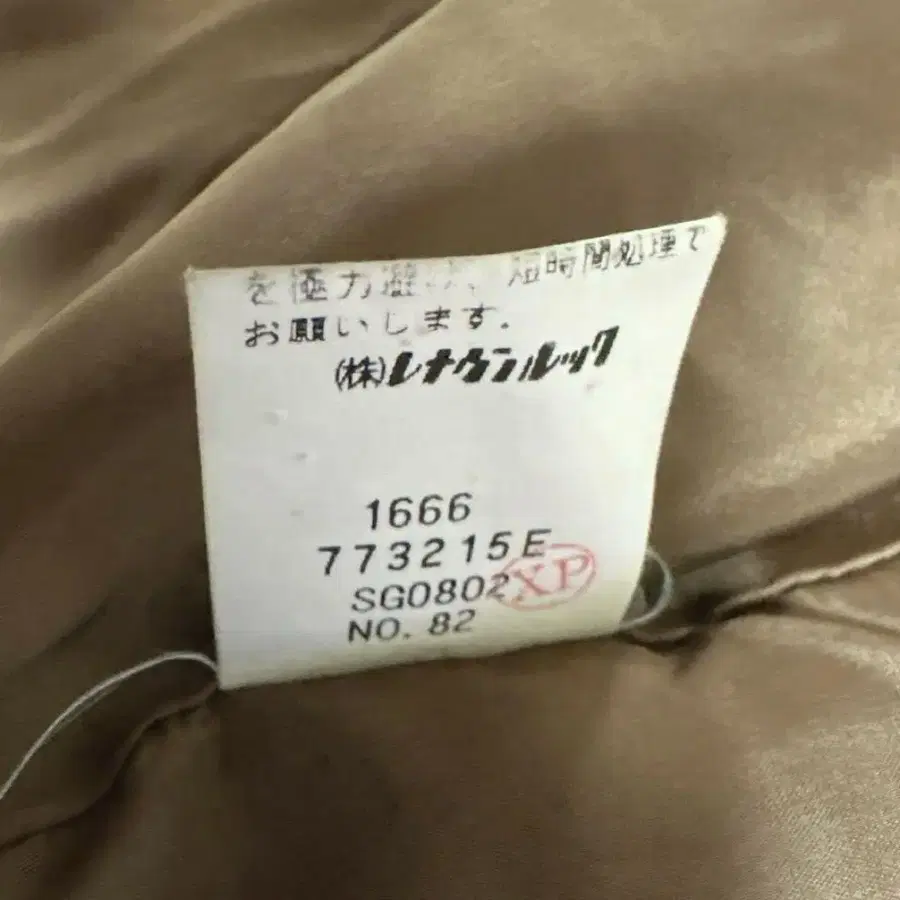 を極力避け、短時間処理で
お願いします.
(株)レナウンルック
1666
773215E
SG0802
XP
NO. 82